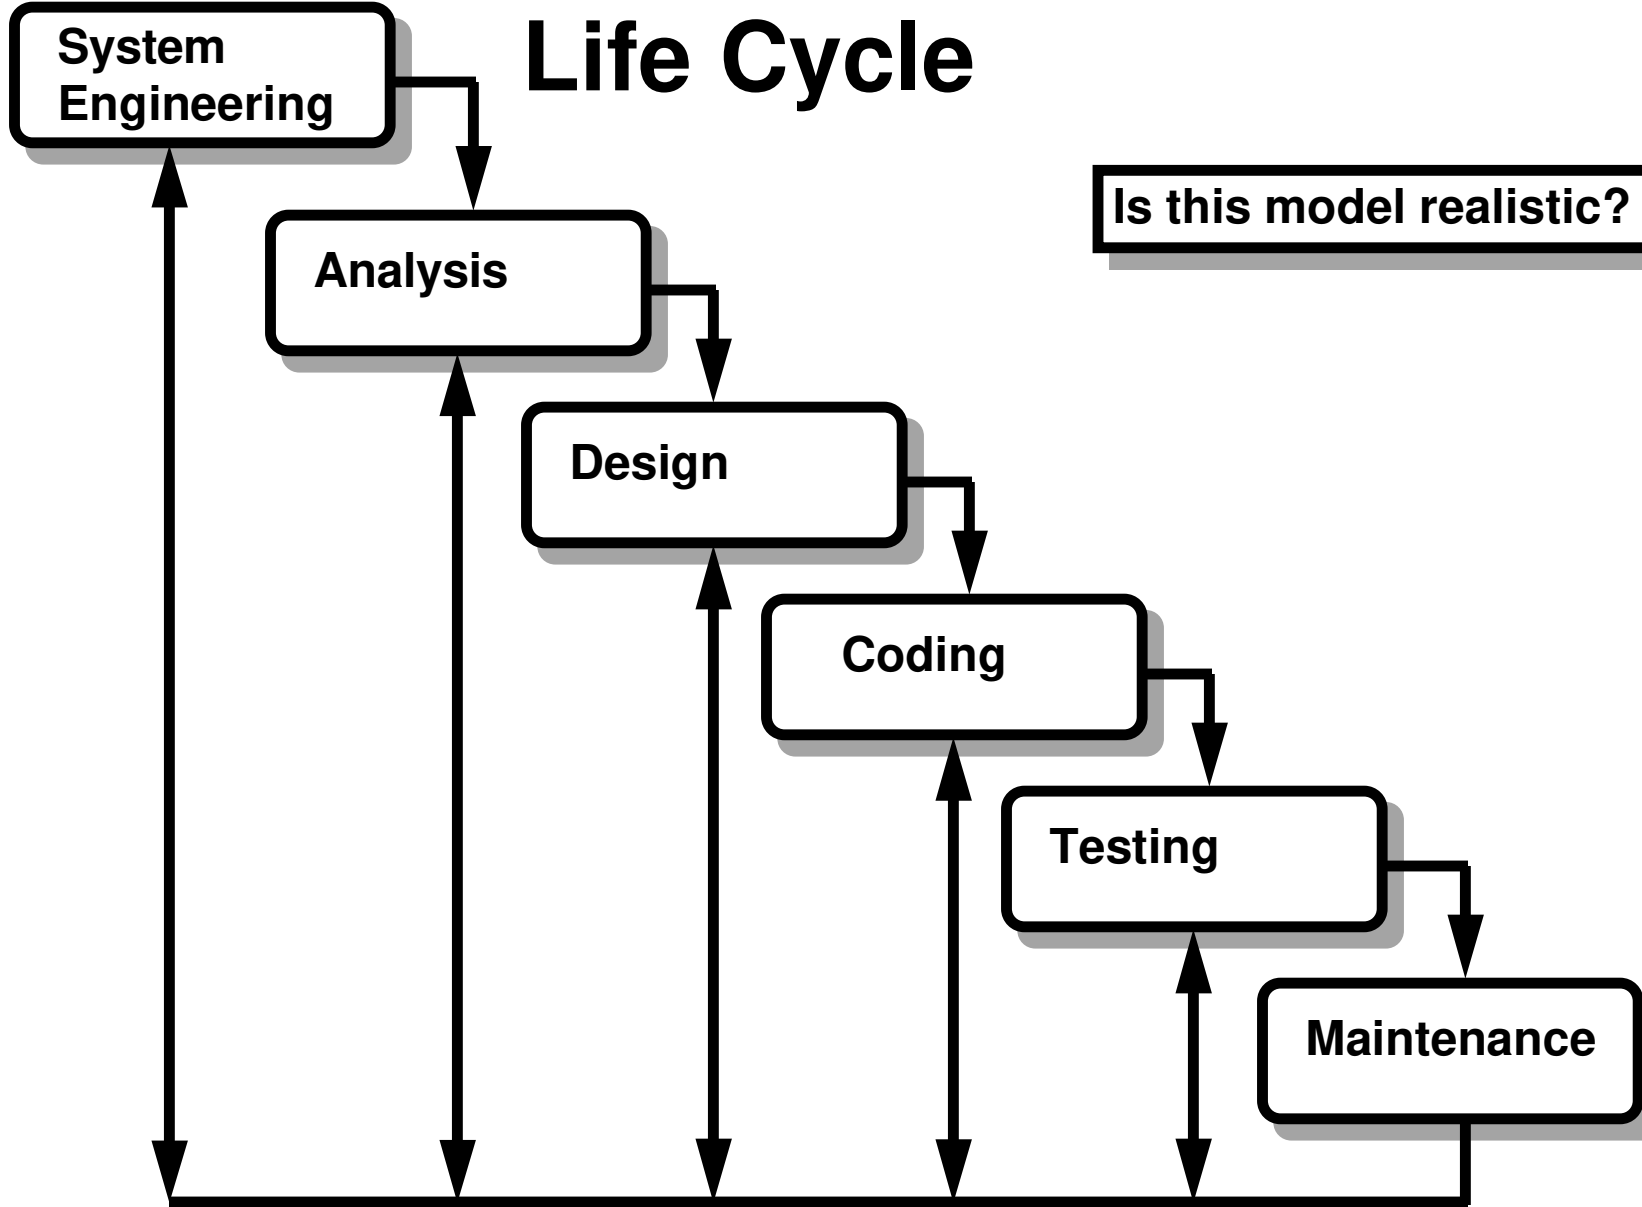 Life Cycle
System
Engineering
Is this model realistic?
Analysis
Design
Coding
Testing
Maintenance